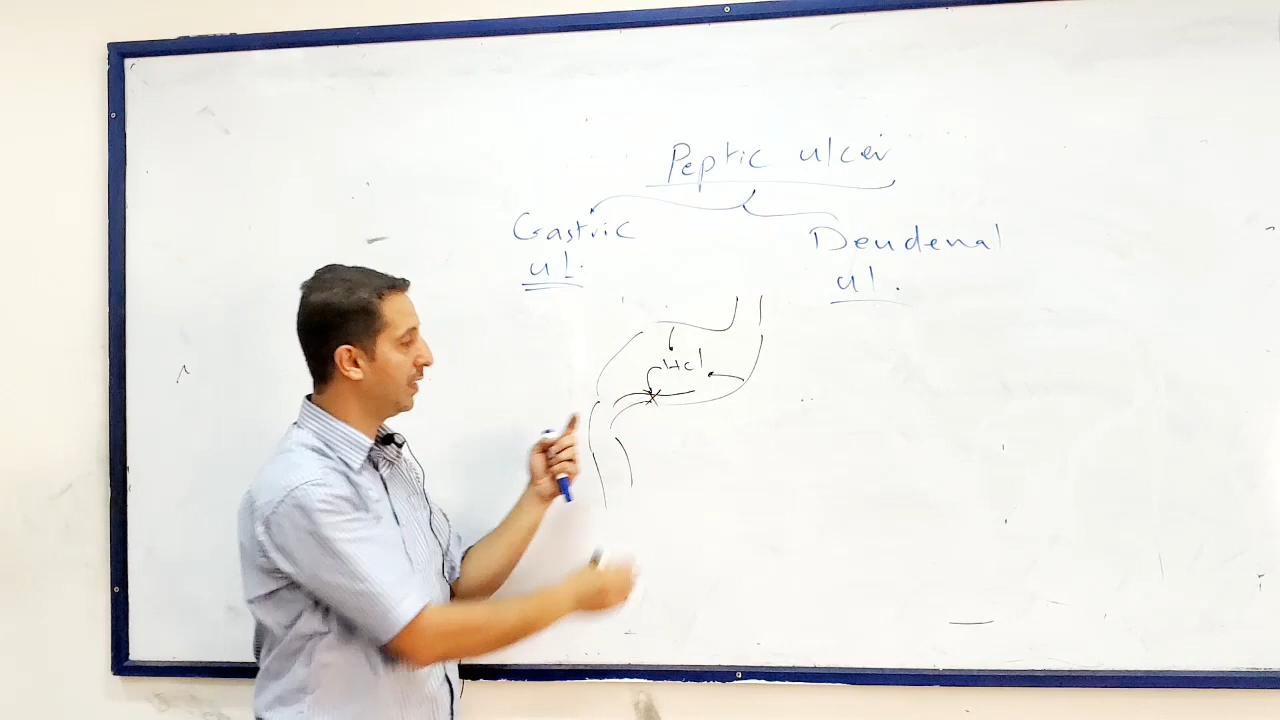 Peptic ulcer
Gastric
ul.
Deudenal
ul.
Hcl